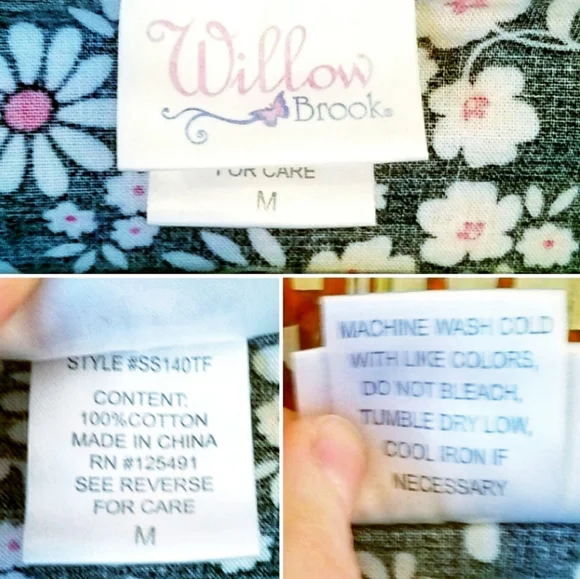 Willow
Brook®
FOR CARE
M
STYLE #SS140TF
CONTENT:
100%COTTON
MADE IN CHINA
RN #125491
SEE REVERSE
FOR CARE
M
MACHINE WASH COLD
WITH LIKE COLORS,
DO NOT BLEACH,
TUMBLE DRY LOW,
COOL IRON IF
NECESSARY